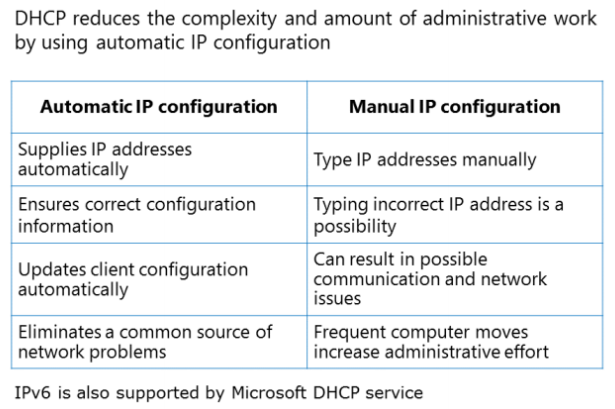 DHCP reduces the complexity and amount of administrative work
by using automatic IP configuration
Automatic IP configuration
Manual IP configuration
Supplies IP addresses
automatically
Type IP addresses manually
Ensures correct configuration
information
Typing incorrect IP address is a
possibility
Updates client configuration
automatically
Can result in possible
communication and network
issues
Eliminates a common source of
network problems
Frequent computer moves
increase administrative effort
IPv6 is also supported by Microsoft DHCP service